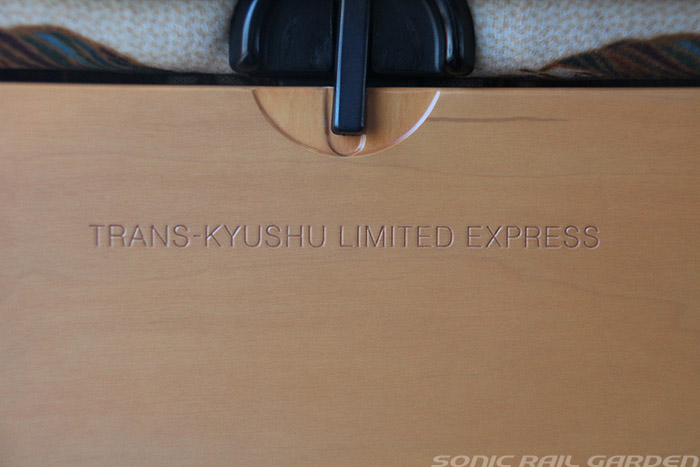 TRANS-KYUSHU LIMITED EXPRESS
SONIC RAIL GARDEN